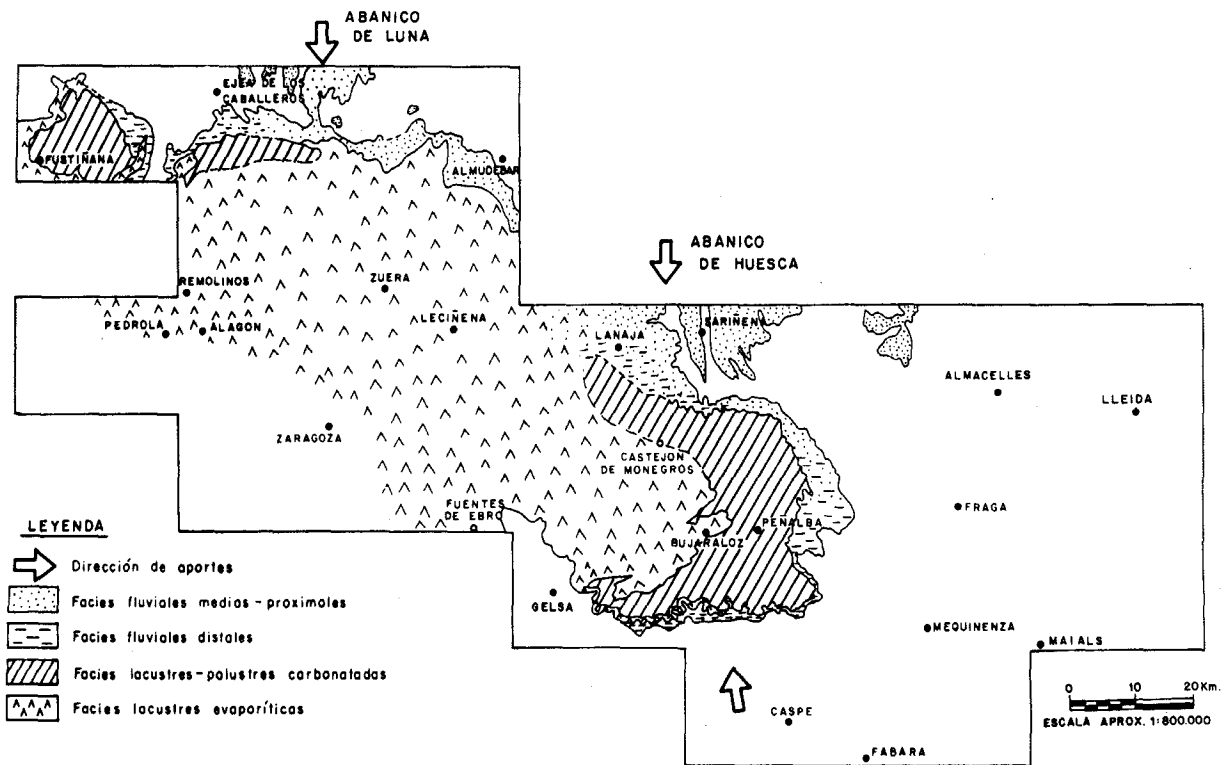 ABANICO
DE LUNA
EJEA DE LOS
CABALLEROS
FUSTIÑANA
ALMUDEBAR
ABANICO
DE HUESCA
REMOLINOS
ZUERA
PEDROLA
ALAGON
LECIÑENA
LANAJA
SARIÑENA
ALMACELLES
LLEIDA
ZARAGOZA
CASTEJON
DE MONEGROS
FUENTES
DE EBRO
BUJARALOZ
PEÑALBA
FRAGA
LEYENDA
Dirección de aportes
Facies fluviales medias-proximales
Facies fluviales distales
Facies lacustres-palustres carbonatadas
Facies lacustres evaporíticas
GELSA
MEQUINENZA
MAIALS
CASPE
FABARA
0 10 20 Km.
ESCALA APROX. 1:800.000